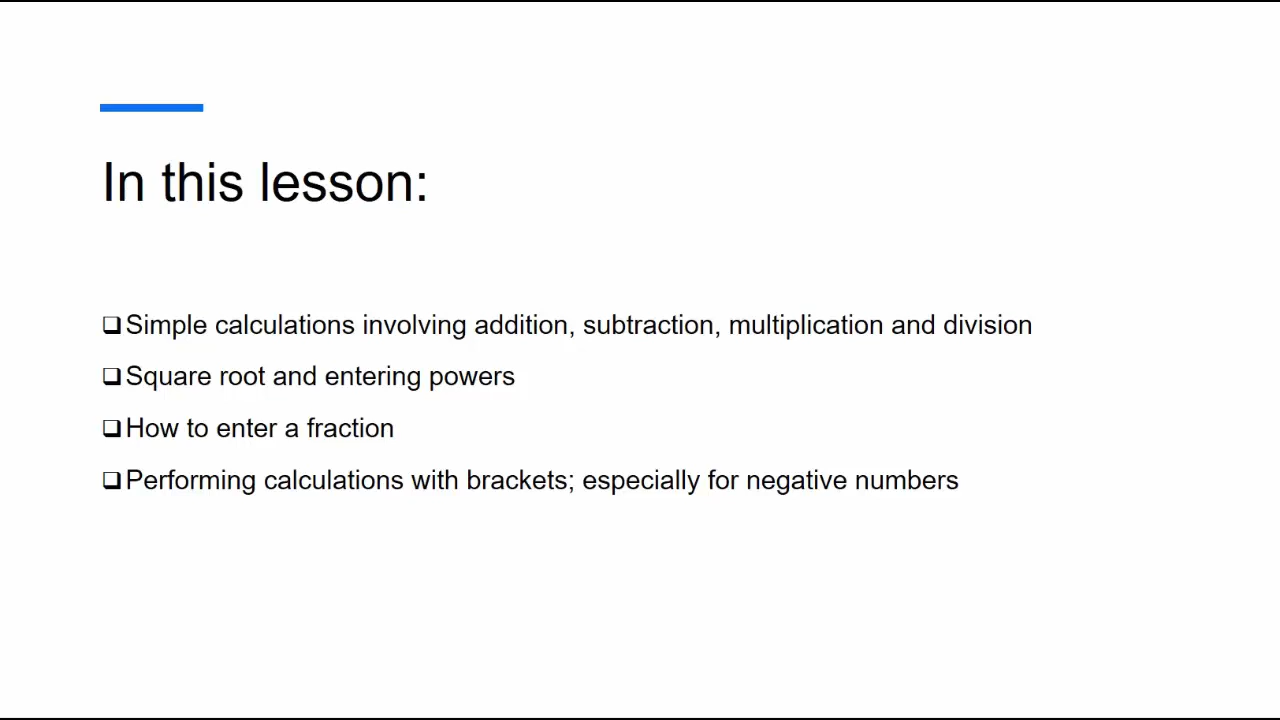 In this lesson:
❑Simple calculations involving addition, subtraction, multiplication and division
❑Square root and entering powers
❑How to enter a fraction
❑Performing calculations with brackets; especially for negative numbers